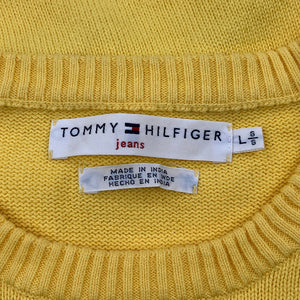 TOMMY HILFIGER
jeans
L
MADE IN INDIA
FABRIQUE EN INDE
HECHO EN INDIA